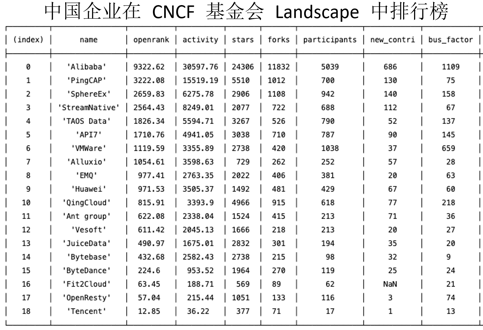 中国企业在 CNCF 基金会 Landscape 中排行榜
(index) name openrank activity stars forks participants new_contri bus_factor
0 'Alibaba' 9322.62 30597.76 24306 11832 5039 686 1109
1 'PingCAP' 3222.08 15519.19 5510 1012 700 130 75
2 'SphereEx' 2659.83 6275.78 2906 1108 942 140 158
3 'StreamNative' 2564.43 8249.01 2077 722 688 112 67
4 'TAOS Data' 1826.34 5594.71 3267 526 790 52 137
5 'API7' 1710.76 4941.05 3038 710 787 90 145
6 'VMWare' 1119.59 3355.89 2738 420 1038 37 659
7 'Alluxio' 1054.61 3598.63 729 262 252 57 28
8 'EMQ' 977.41 2763.35 2022 406 381 20 63
9 'Huawei' 971.53 3505.37 1492 481 429 67 60
10 'QingCloud' 815.91 3393.9 4966 915 618 77 218
11 'Ant group' 622.08 2338.04 1524 415 213 71 36
12 'Vesoft' 611.42 2045.13 1666 218 213 20 27
13 'JuiceData' 490.97 1675.01 2832 301 194 35 20
14 'Bytebase' 432.68 2582.43 2738 215 98 32 9
15 'ByteDance' 224.6 953.52 1964 270 119 25 24
16 'Fit2Cloud' 63.45 188.71 569 89 62 NaN 21
17 'OpenResty' 57.04 215.44 1051 133 116 3 74
18 'Tencent' 12.85 36.22 377 71 17 1 13